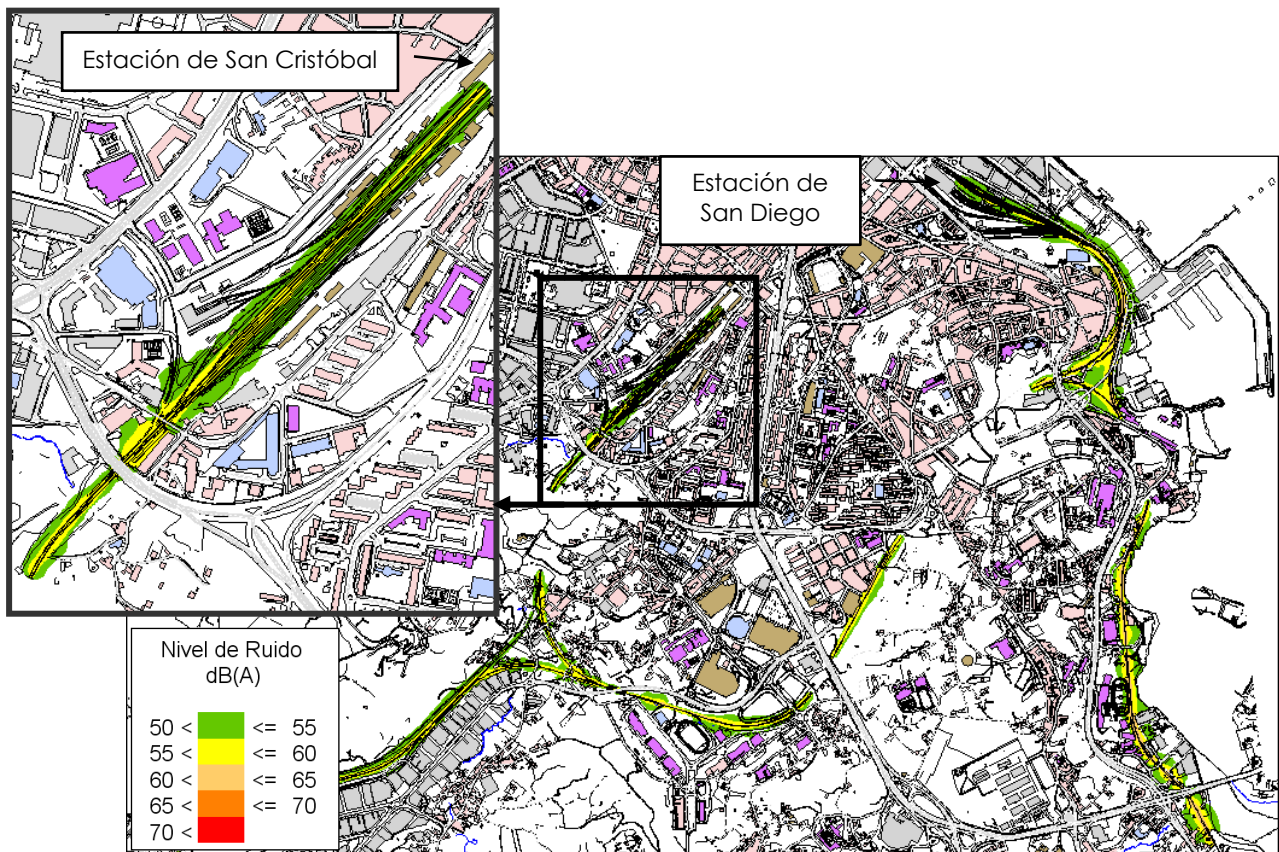 Estación de San Cristóbal
Estación de
San Diego
Nivel de Ruido
dB(A)
50 < <= 55
55 < <= 60
60 < <= 65
65 < <= 70
70 <